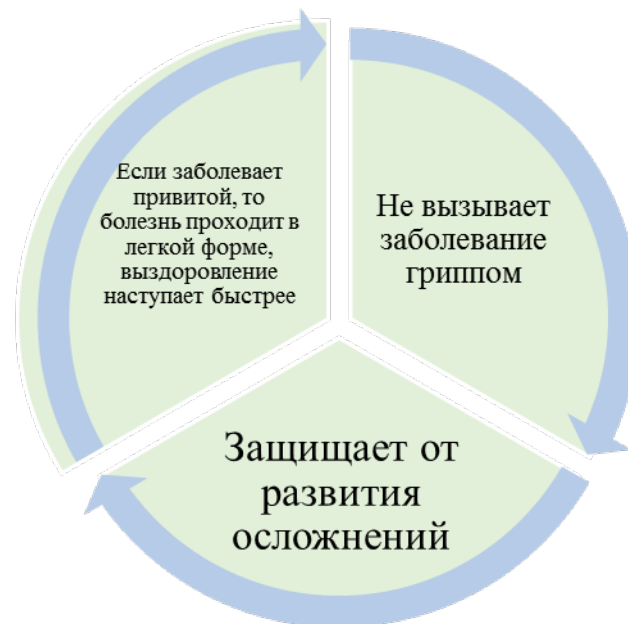 Если заболевает
привитой, то
болезнь проходит в
легкой форме,
выздоровление
наступает быстрее
Не вызывает
заболевание
гриппом
Защищает от
развития
осложнений